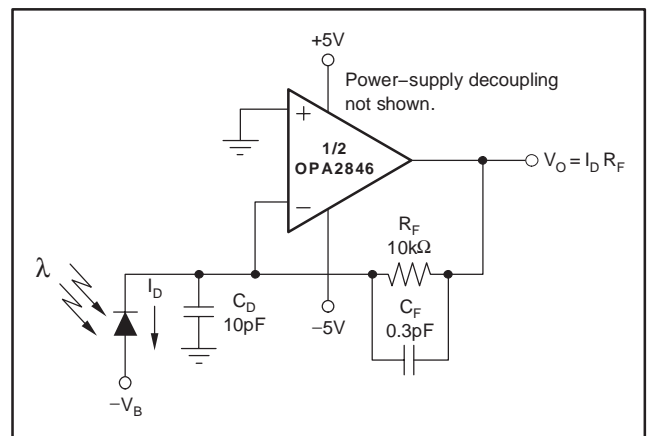 +5V
Power−supply decoupling
not shown.
+
1/2
OPA2846
−
V_O = I_D R_F
R_F
10kΩ
λ
I_D
C_D
10pF
−5V
C_F
0.3pF
−V_B